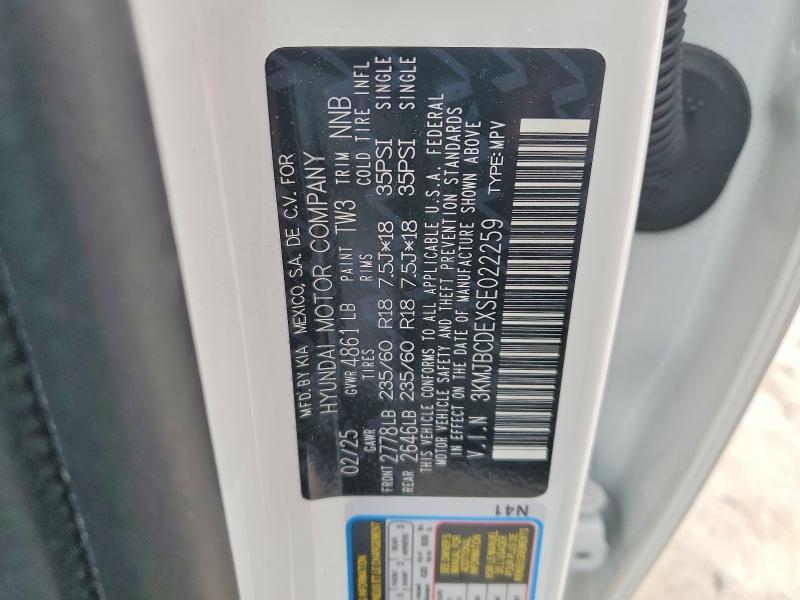 MFD. BY KIA MEXICO, S.A. DE C.V. FOR
HYUNDAI MOTOR COMPANY
02/25 GVWR 4861 LB PAINT TW3 TRIM NNB
GAWR TIRES RIMS COLD TIRE INFL
FRONT 2778LB 235/60 R18 7.5J×18 35PSI SINGLE
REAR 2646LB 235/60 R18 7.5J×18 35PSI SINGLE
THIS VEHICLE CONFORMS TO ALL APPLICABLE U.S.A. FEDERAL
MOTOR VEHICLE SAFETY AND THEFT PREVENTION STANDARDS
IN EFFECT ON THE DATE OF MANUFACTURE SHOWN ABOVE
V.I.N 3KMJBCDEXSE022259 TYPE:MPV
N41